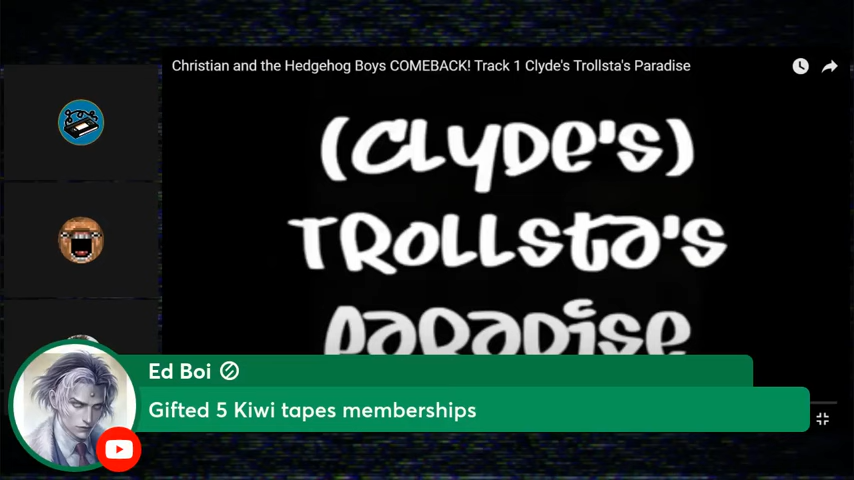 Christian and the Hedgehog Boys COMEBACK! Track 1 Clyde's Trollsta's Paradise
(Clyde's)
Trollsta's
Paradise
Ed Boi
Gifted 5 Kiwi tapes memberships